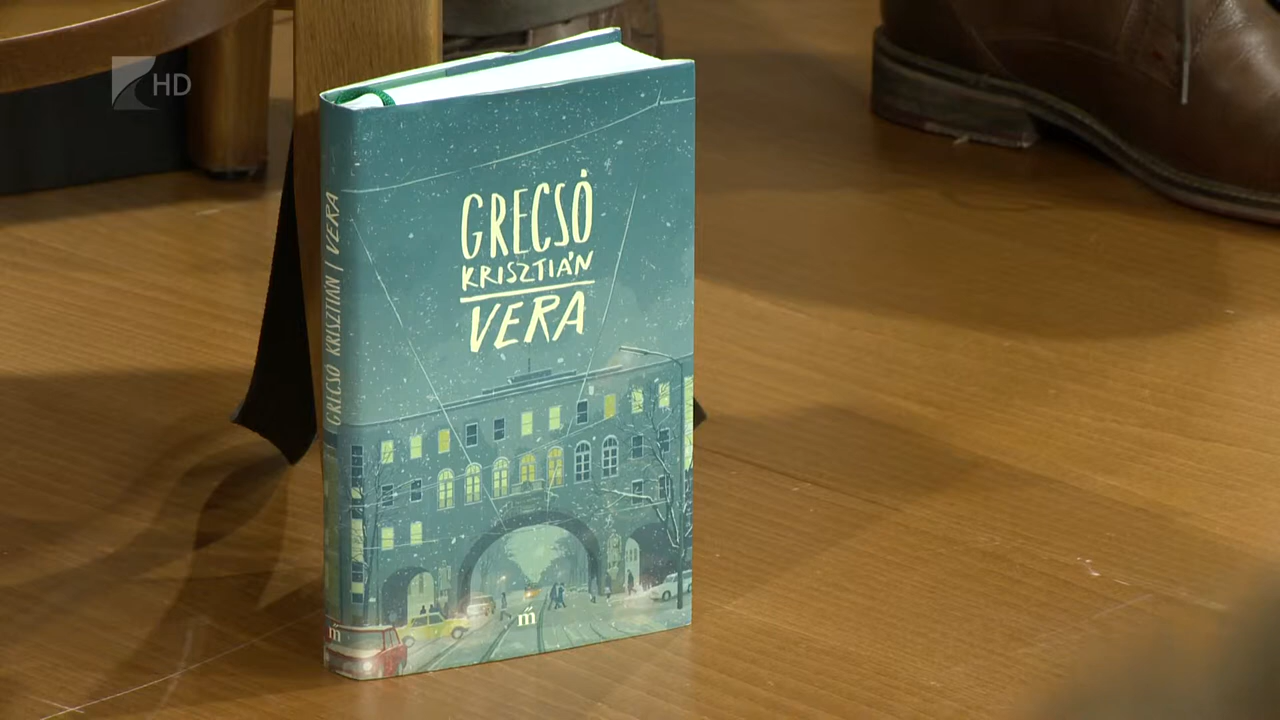 HD
GRECSÓ
KRISZTIÁN
VERA
GRECSÓ KRISZTIÁN | VERA
m̋
m̋